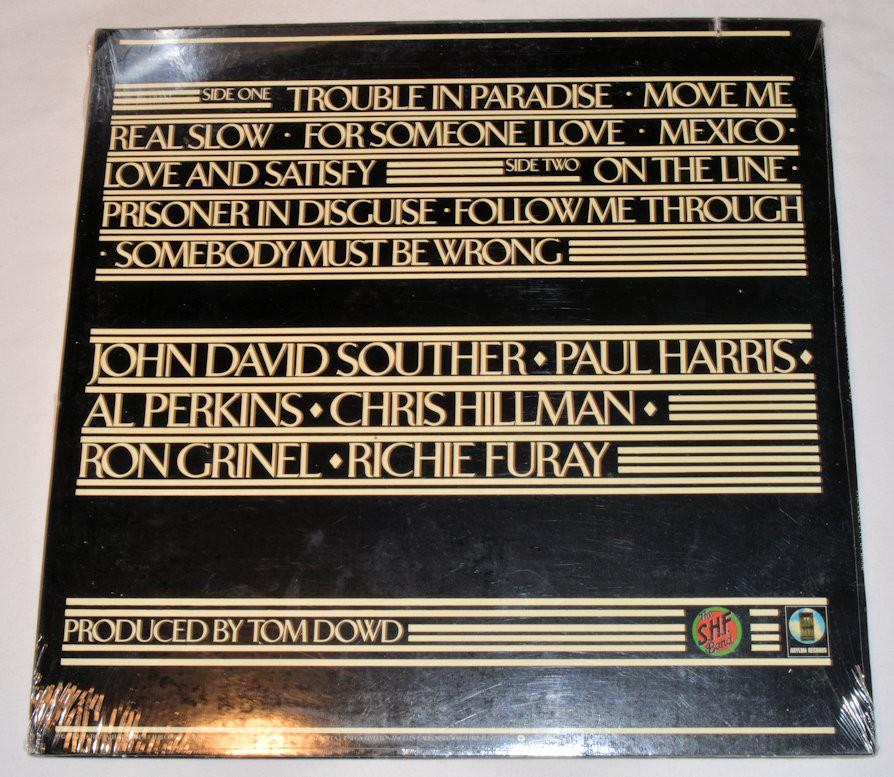 SIDE ONE TROUBLE IN PARADISE · MOVE ME
REAL SLOW · FOR SOMEONE I LOVE · MEXICO ·
LOVE AND SATISFY SIDE TWO ON THE LINE ·
PRISONER IN DISGUISE · FOLLOW ME THROUGH
· SOMEBODY MUST BE WRONG
JOHN DAVID SOUTHER ♦ PAUL HARRIS ♦
AL PERKINS ♦ CHRIS HILLMAN ♦
RON GRINEL ♦ RICHIE FURAY
PRODUCED BY TOM DOWD
The
S.H.F.
Band
ASYLUM RECORDS